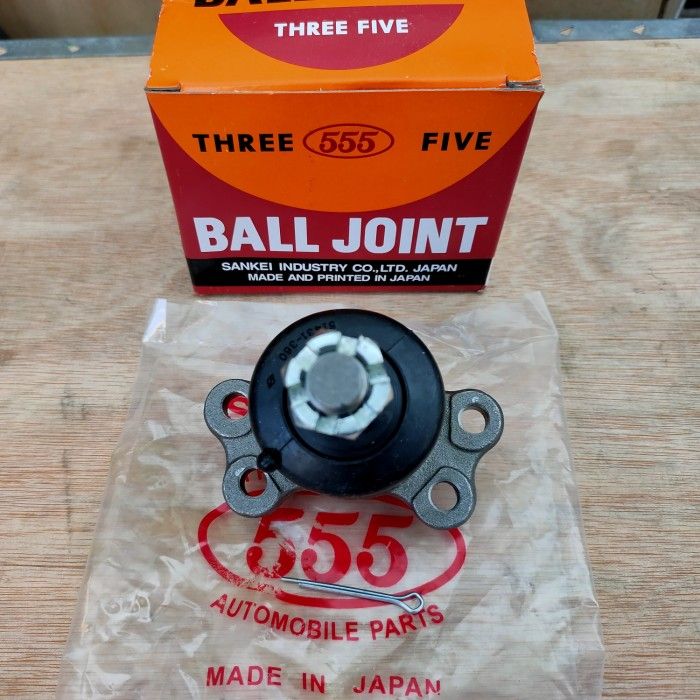 THREE FIVE
THREE 555 FIVE
BALL JOINT
SANKEI INDUSTRY CO.,LTD. JAPAN
MADE AND PRINTED IN JAPAN
555
AUTOMOBILE PARTS
MADE IN JAPAN